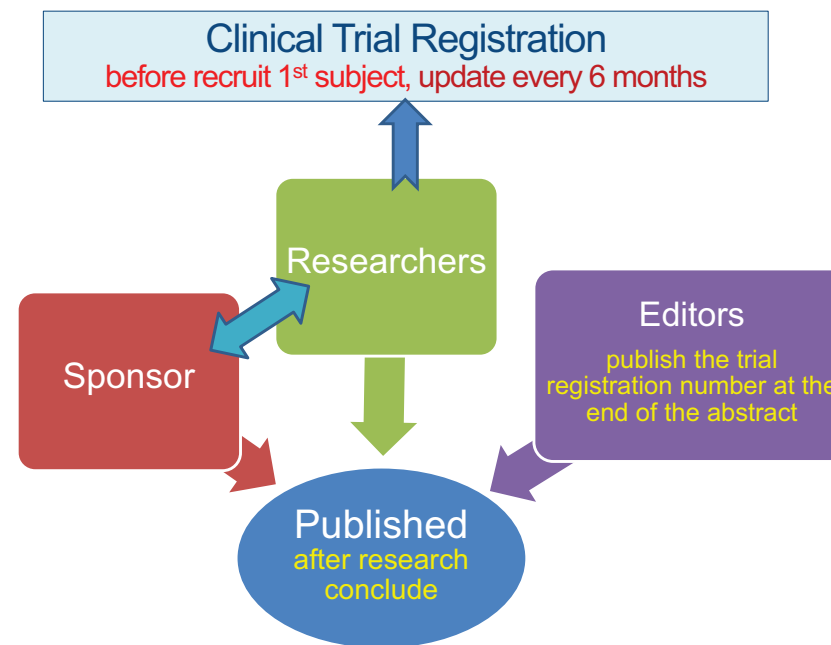 Clinical Trial Registration
before recruit 1st subject, update every 6 months
Researchers
Sponsor
Editors
publish the trial
registration number at the
end of the abstract
Published
after research
conclude